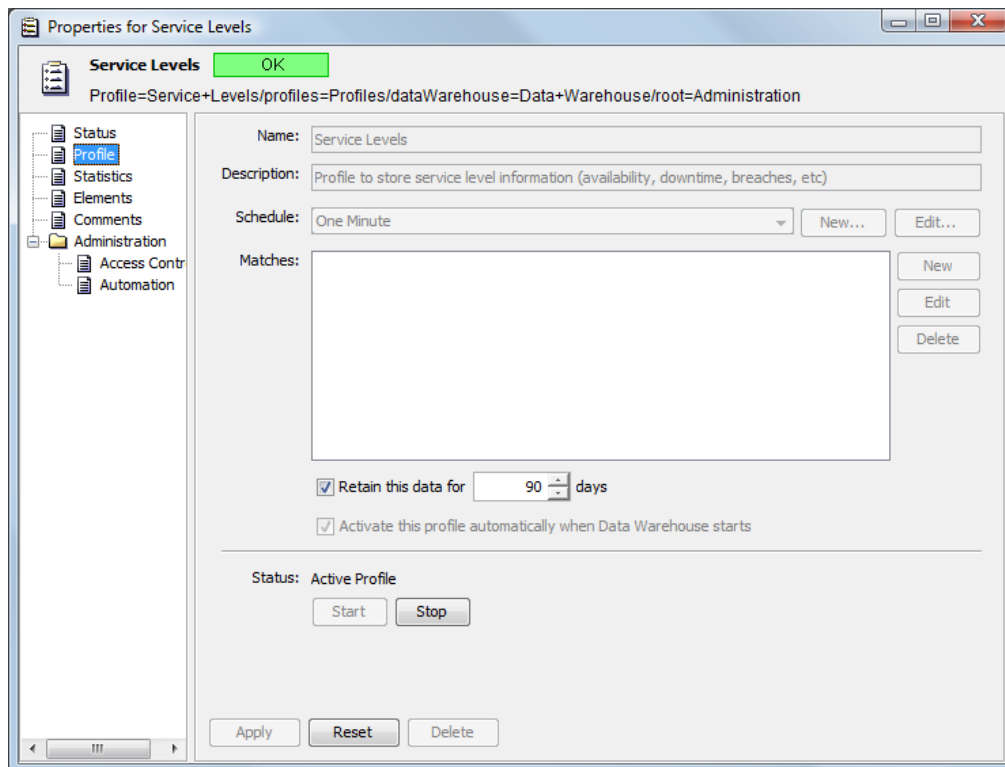 Properties for Service Levels
Service Levels OK
Profile=Service+Levels/profiles=Profiles/dataWarehouse=Data+Warehouse/root=Administration
Status
Profile
Statistics
Elements
Comments
Administration
Access Contr
Automation
Name: Service Levels
Description: Profile to store service level information (availability, downtime, breaches, etc)
Schedule: One Minute New... Edit...
Matches: New
Edit
Delete
Retain this data for 90 days
Activate this profile automatically when Data Warehouse starts
Status: Active Profile
Start Stop
Apply Reset Delete